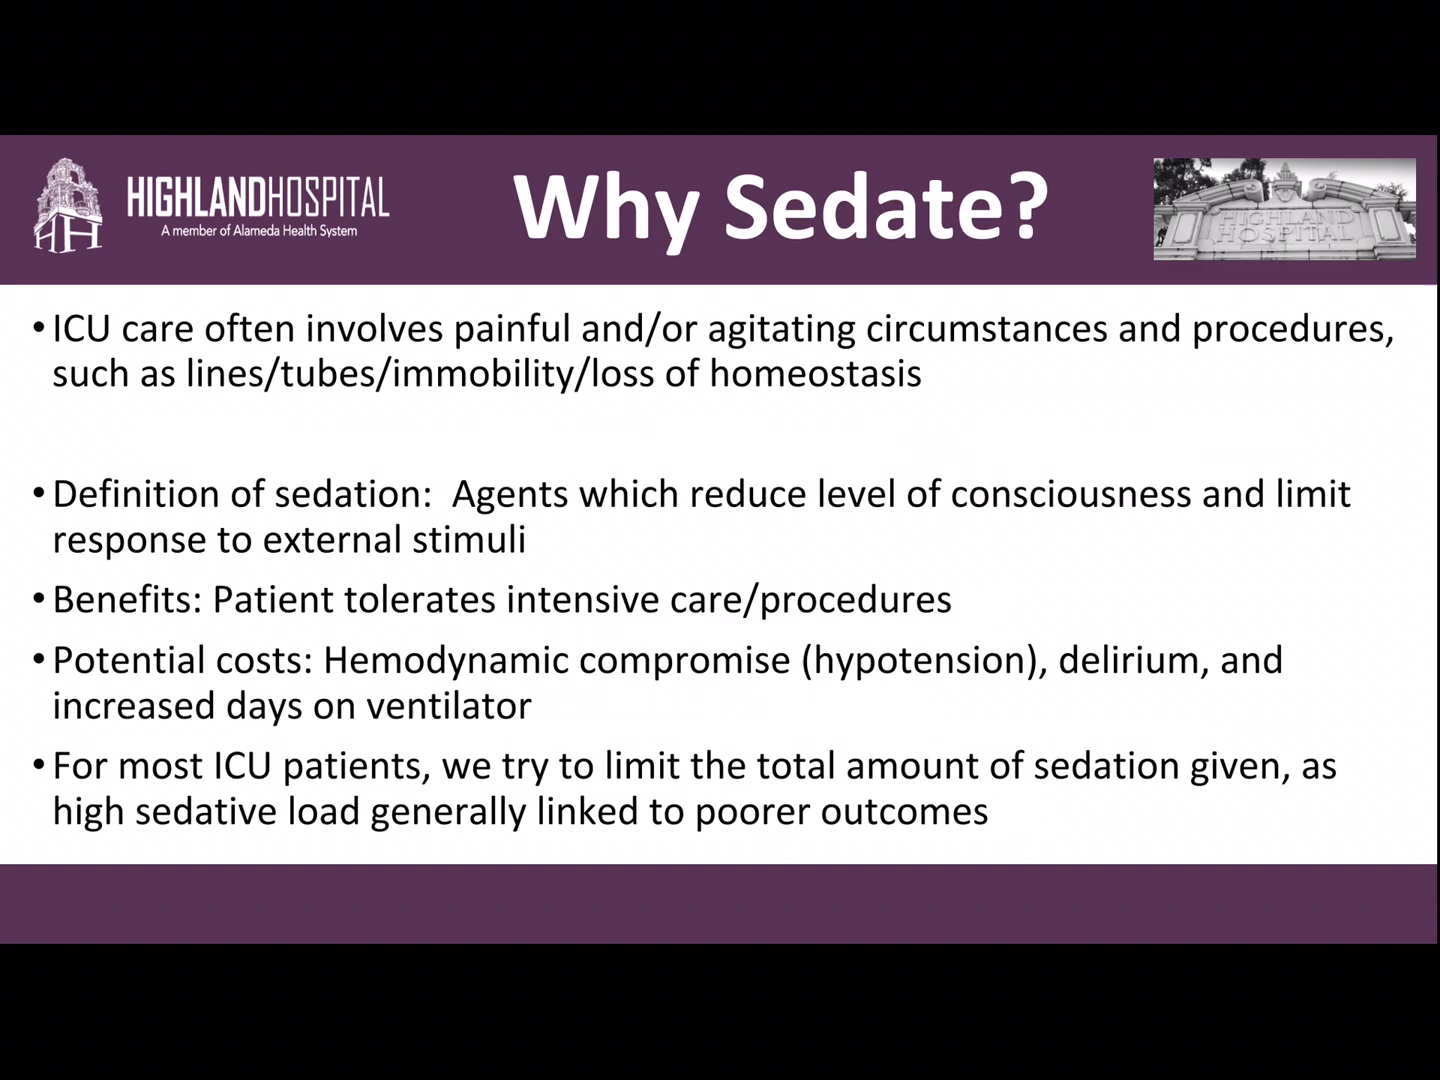 HIGHLANDHOSPITAL
A member of Alameda Health System
Why Sedate?
HIGHLAND
HOSPITAL
• ICU care often involves painful and/or agitating circumstances and procedures,
such as lines/tubes/immobility/loss of homeostasis
• Definition of sedation:  Agents which reduce level of consciousness and limit
response to external stimuli
• Benefits: Patient tolerates intensive care/procedures
• Potential costs: Hemodynamic compromise (hypotension), delirium, and
increased days on ventilator
• For most ICU patients, we try to limit the total amount of sedation given, as
high sedative load generally linked to poorer outcomes